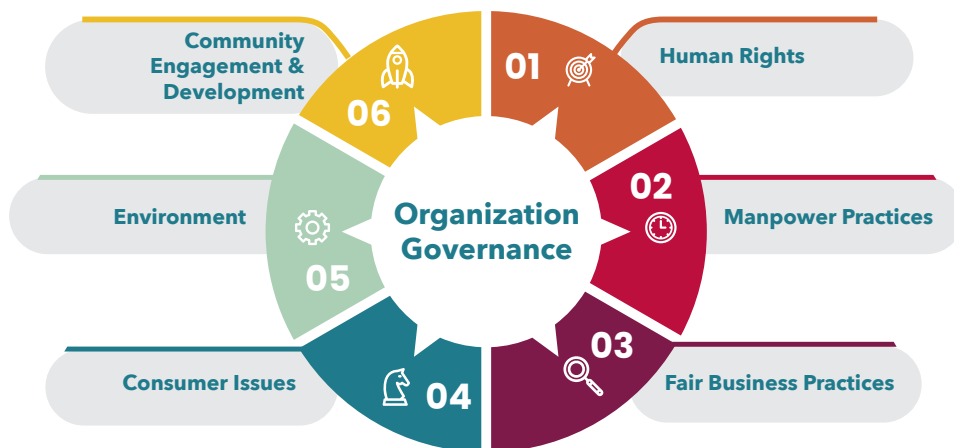 Community
Engagement &
Development
06
01
Human Rights
02
Manpower Practices
Environment
05
Organization
Governance
03
Fair Business Practices
04
Consumer Issues